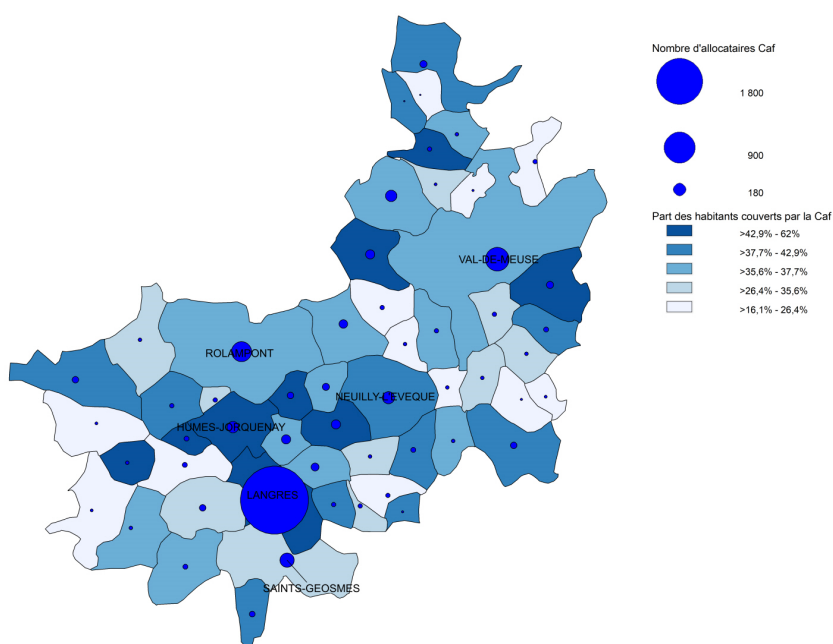 Nombre d'allocataires Caf
1 800
900
180
Part des habitants couverts par la Caf
>42,9% - 62%
>37,7% - 42,9%
>35,6% - 37,7%
>26,4% - 35,6%
>16,1% - 26,4%
VAL-DE-MEUSE
ROLAMPONT
NEUILLY-L'EVEQUE
HUMES-JORQUENAY
LANGRES
SAINTS-GEOSMES